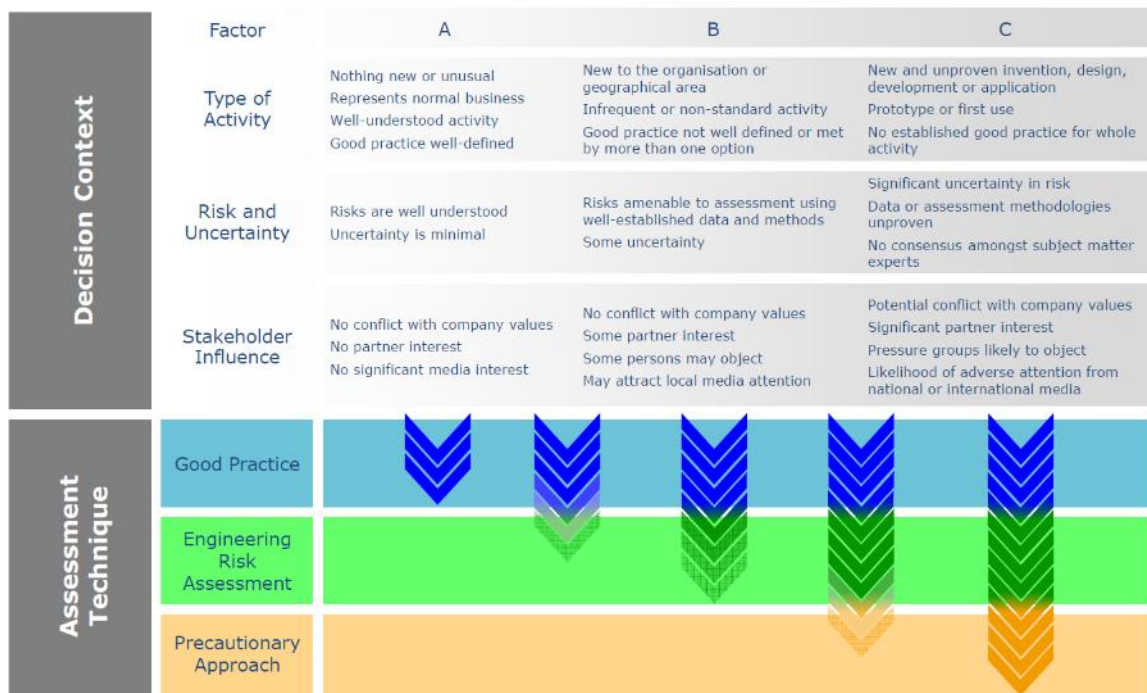 Decision Context
Factor
A
B
C
Type of
Activity
Nothing new or unusual
Represents normal business
Well-understood activity
Good practice well-defined
New to the organisation or
geographical area
Infrequent or non-standard activity
Good practice not well defined or met
by more than one option
New and unproven invention, design,
development or application
Prototype or first use
No established good practice for whole
activity
Risk and
Uncertainty
Risks are well understood
Uncertainty is minimal
Risks amenable to assessment using
well-established data and methods
Some uncertainty
Significant uncertainty in risk
Data or assessment methodologies
unproven
No consensus amongst subject matter
experts
Stakeholder
Influence
No conflict with company values
No partner interest
No significant media interest
No conflict with company values
Some partner interest
Some persons may object
May attract local media attention
Potential conflict with company values
Significant partner interest
Pressure groups likely to object
Likelihood of adverse attention from
national or international media
Assessment
Technique
Good Practice
Engineering
Risk
Assessment
Precautionary
Approach